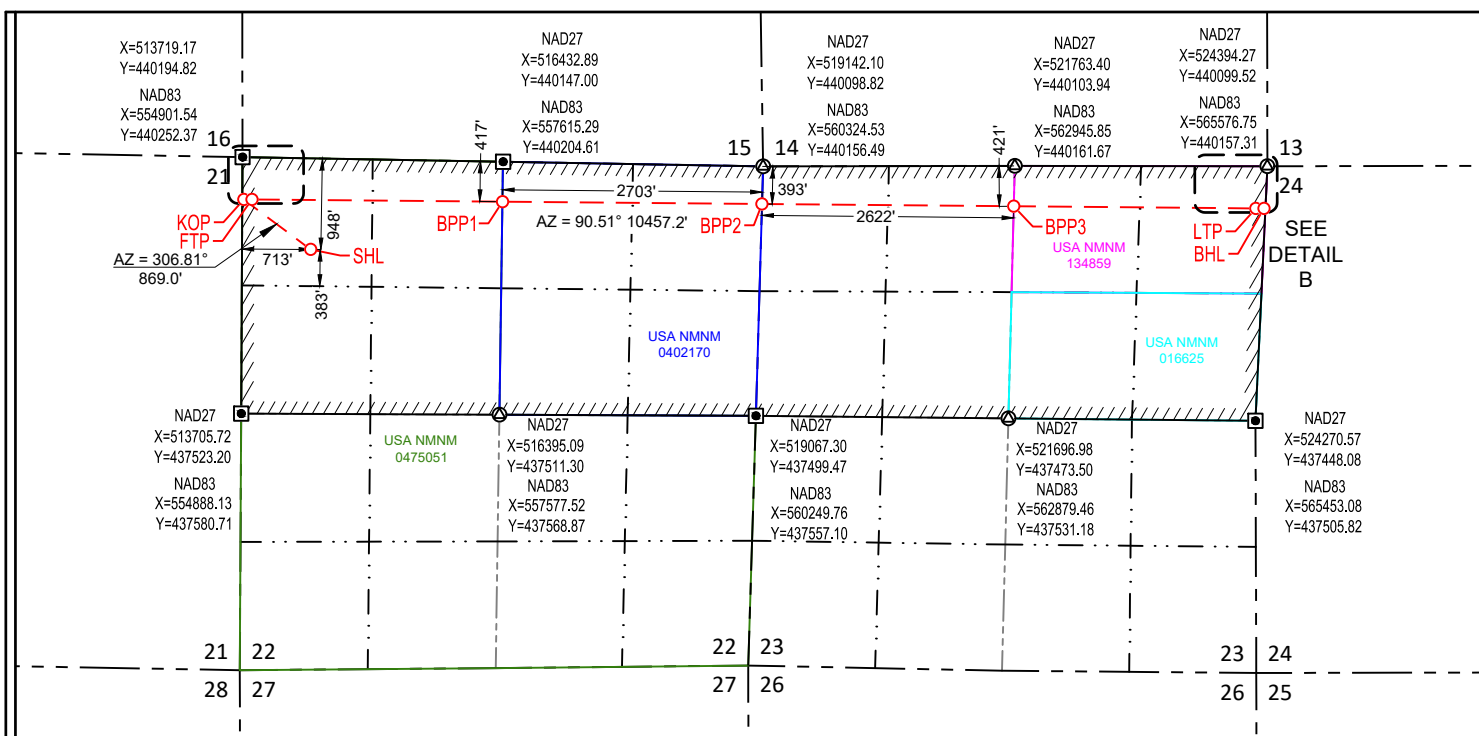 X=513719.17
Y=440194.82
NAD83
X=554901.54
Y=440252.37
NAD27
X=516432.89
Y=440147.00
NAD83
X=557615.29
Y=440204.61
NAD27
X=519142.10
Y=440098.82
NAD83
X=560324.53
Y=440156.49
NAD27
X=521763.40
Y=440103.94
NAD83
X=562945.85
Y=440161.67
NAD27
X=524394.27
Y=440099.52
NAD83
X=565576.75
Y=440157.31
16
21
15
14
13
24
417'
2703'
393'
421'
KOP
FTP
BPP1
AZ = 90.51° 10457.2'
BPP2
2622'
BPP3
LTP
BHL
SEE
DETAIL
B
AZ = 306.81°
869.0'
713'
948'
SHL
383'
USA NMNM
134859
USA NMNM
0402170
USA NMNM
016625
NAD27
X=513705.72
Y=437523.20
NAD83
X=554888.13
Y=437580.71
USA NMNM
0475051
NAD27
X=516395.09
Y=437511.30
NAD83
X=557577.52
Y=437568.87
NAD27
X=519067.30
Y=437499.47
NAD83
X=560249.76
Y=437557.10
NAD27
X=521696.98
Y=437473.50
NAD83
X=562879.46
Y=437531.18
NAD27
X=524270.57
Y=437448.08
NAD83
X=565453.08
Y=437505.82
21
22
22
23
23
24
28
27
27
26
26
25